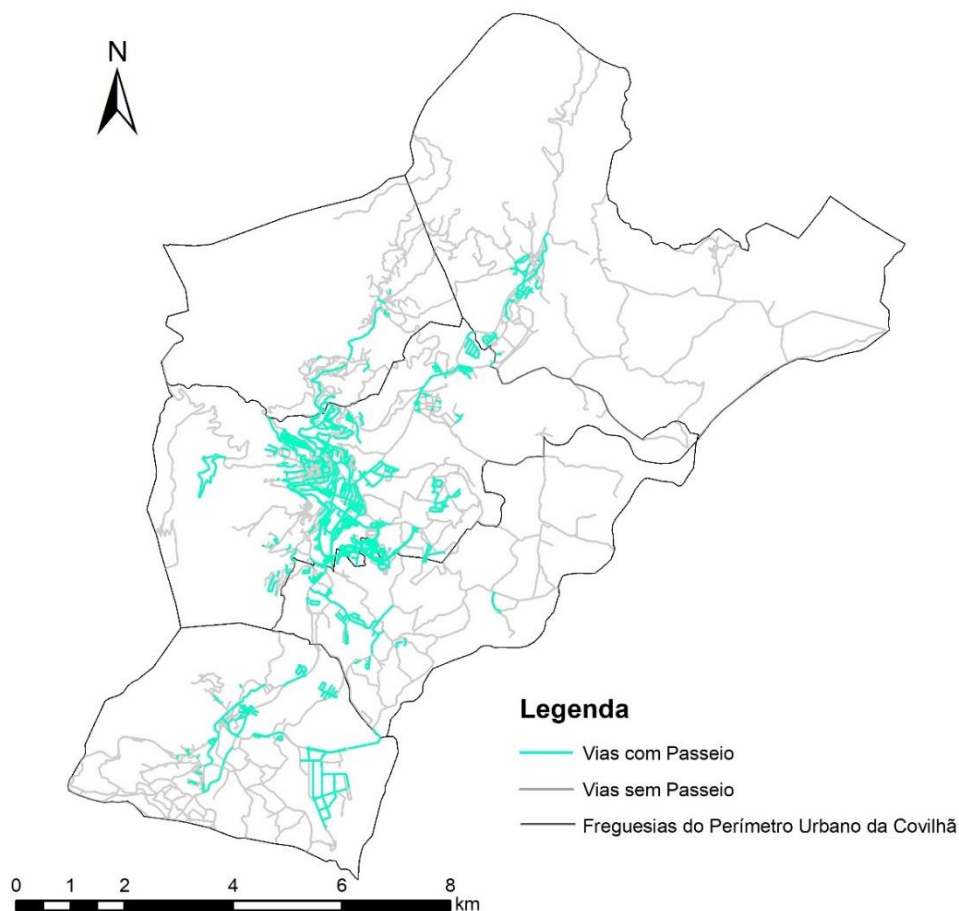 N
Legenda
Vias com Passeio
Vias sem Passeio
Freguesias do Perímetro Urbano da Covilhã
0 1 2 4 6 8
km